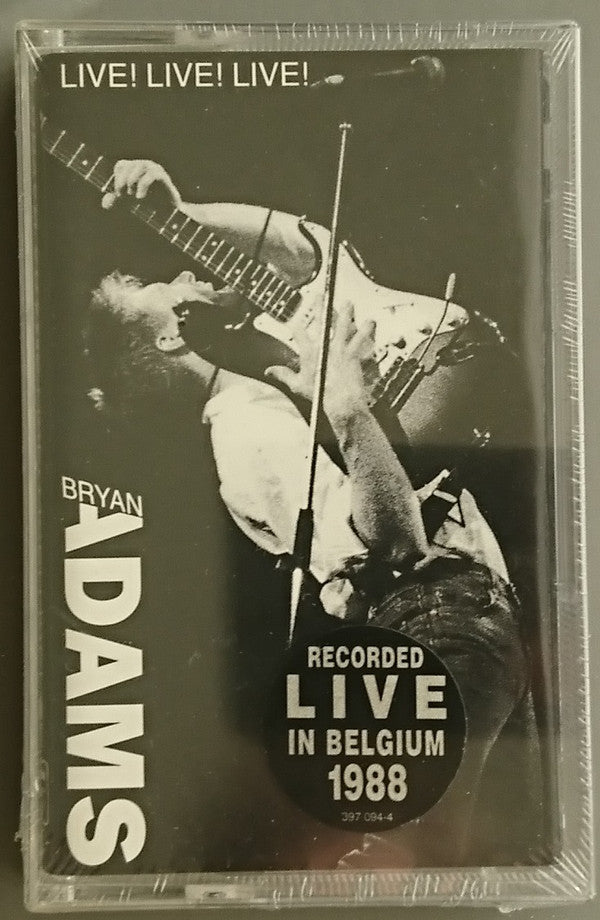 LIVE! LIVE! LIVE!
BRYAN
ADAMS
RECORDED
LIVE
IN BELGIUM
1988
397 094-4